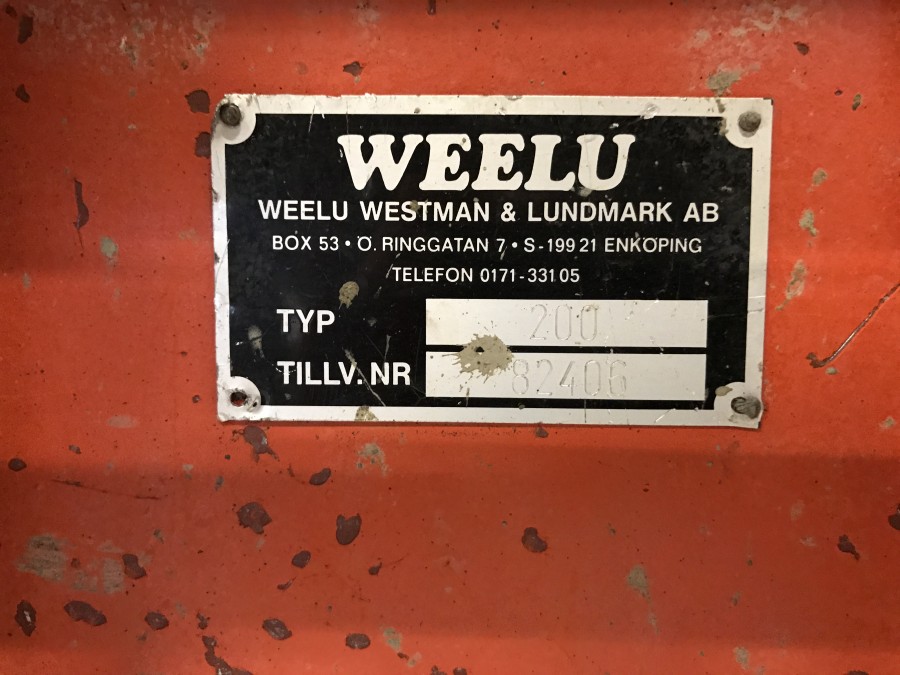 WEELU
WEELU WESTMAN & LUNDMARK AB
BOX 53 • Ö. RINGGATAN 7 • S-199 21 ENKÖPING
TELEFON 0171-331 05
TYP 200
TILLV. NR 82406